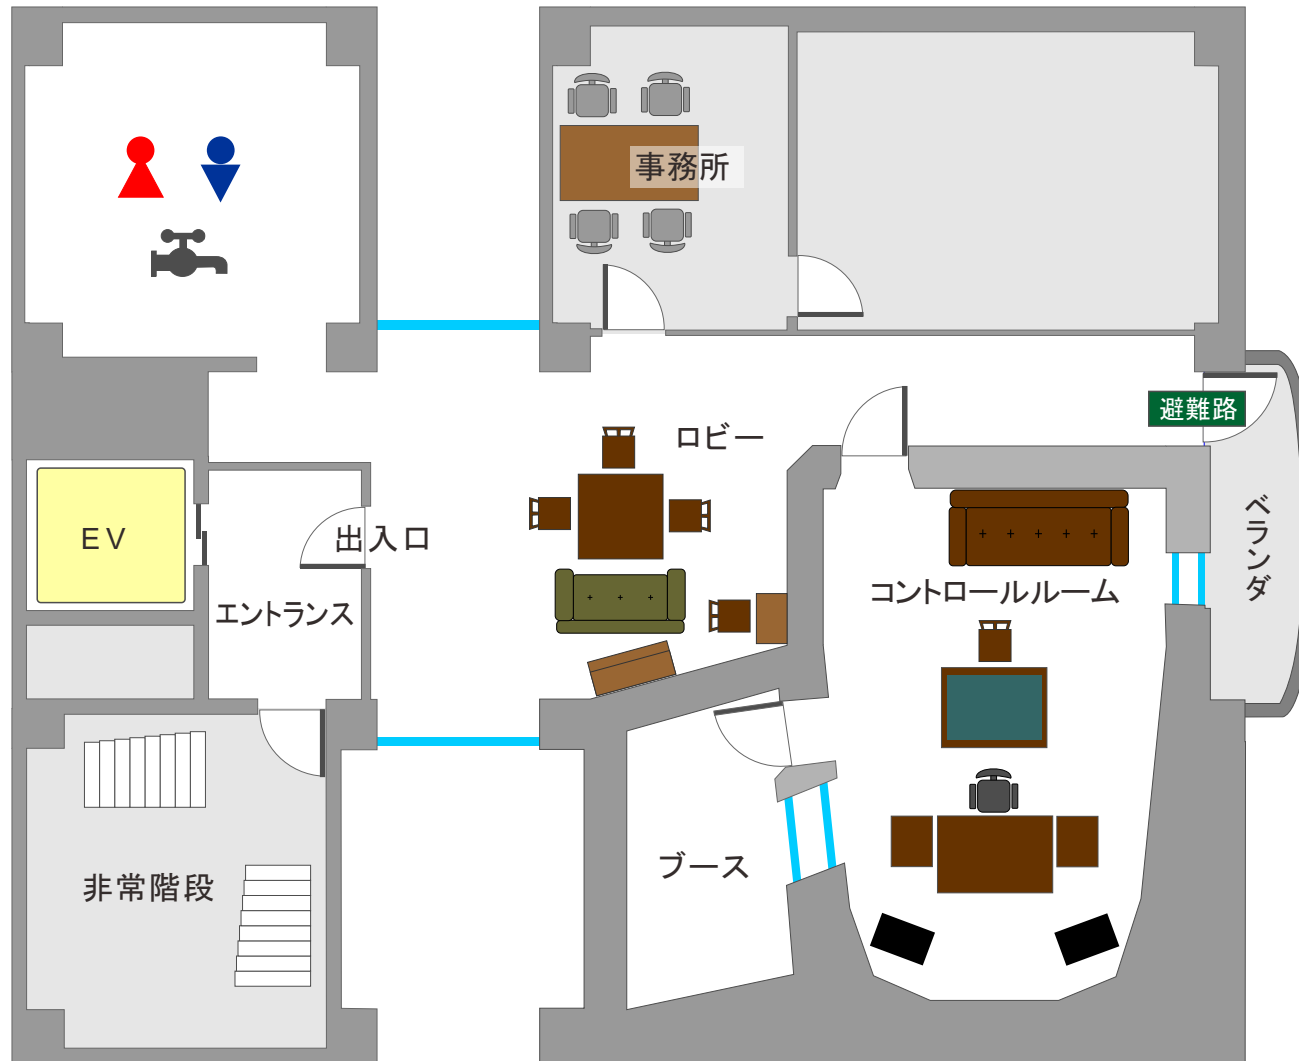 事務所
避難路
ロビー
ベランダ
EV
出入口
エントランス
コントロールルーム
ブース
非常階段